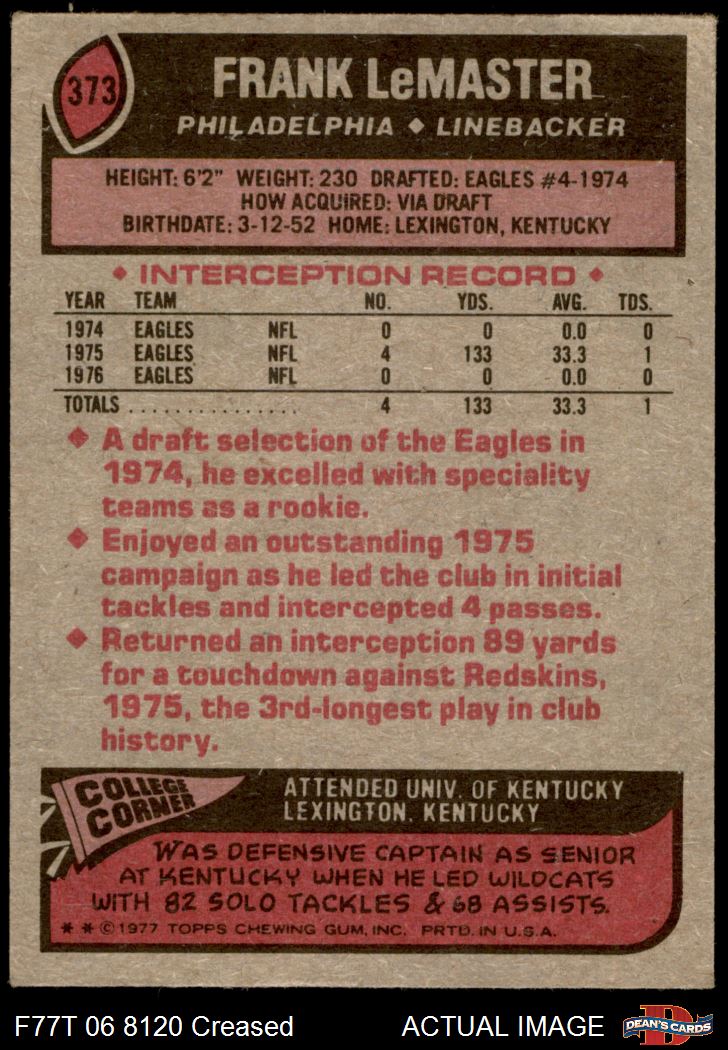 373
FRANK LeMASTER
PHILADELPHIA ◆ LINEBACKER
HEIGHT: 6'2" WEIGHT: 230 DRAFTED: EAGLES #4-1974
HOW ACQUIRED: VIA DRAFT
BIRTHDATE: 3-12-52 HOME: LEXINGTON, KENTUCKY
◆ INTERCEPTION RECORD ◆
YEAR TEAM NO. YDS. AVG. TDS.
1974 EAGLES NFL 0 0 0.0 0
1975 EAGLES NFL 4 133 33.3 1
1976 EAGLES NFL 0 0 0.0 0
TOTALS . . . . . . . . . . . . . . . 4 133 33.3 1
◆ A draft selection of the Eagles in
1974, he excelled with speciality
teams as a rookie.
◆ Enjoyed an outstanding 1975
campaign as he led the club in initial
tackles and intercepted 4 passes.
◆ Returned an interception 89 yards
for a touchdown against Redskins,
1975, the 3rd-longest play in club
history.
COLLEGE
CORNER
ATTENDED UNIV. OF KENTUCKY
LEXINGTON, KENTUCKY
WAS DEFENSIVE CAPTAIN AS SENIOR
AT KENTUCKY WHEN HE LED WILDCATS
WITH 82 SOLO TACKLES & 68 ASSISTS.
* * © 1977 TOPPS CHEWING GUM, INC. PRTD. IN U.S.A.
F77T 06 8120 Creased ACTUAL IMAGE
D
DEAN'S CARDS